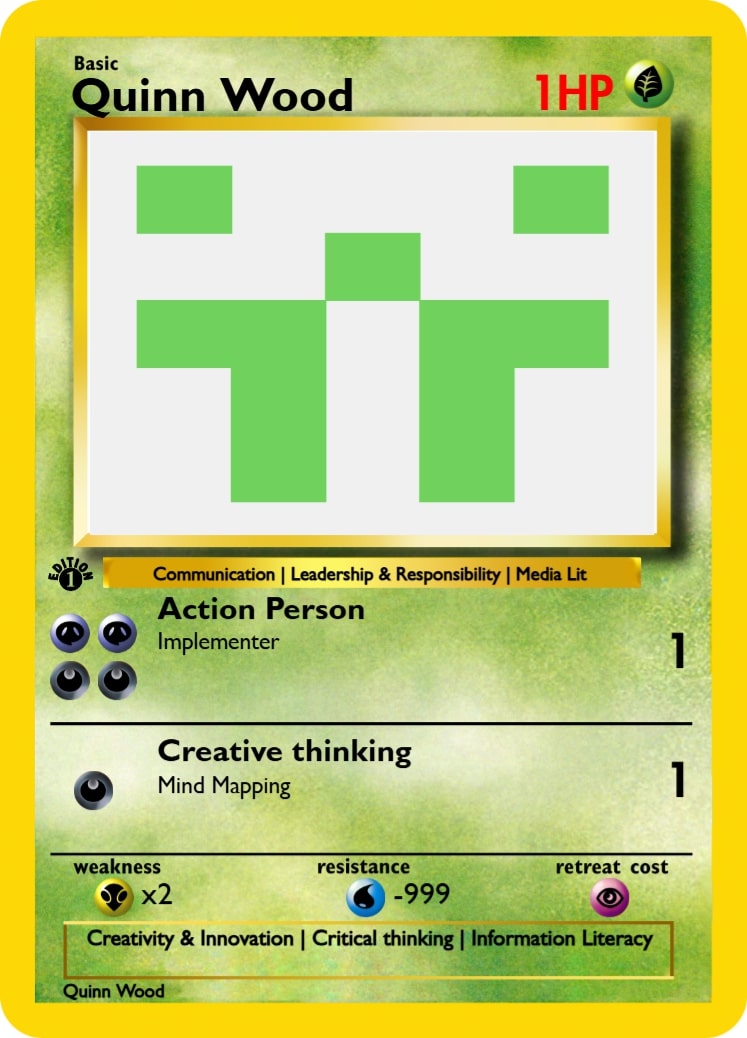 Basic
Quinn Wood
1HP
EDITION
1
Communication | Leadership & Responsibility | Media Lit
Action Person
Implementer
1
Creative thinking
Mind Mapping
1
weakness resistance retreat cost
x2 -999
Creativity & Innovation | Critical thinking | Information Literacy
Quinn Wood